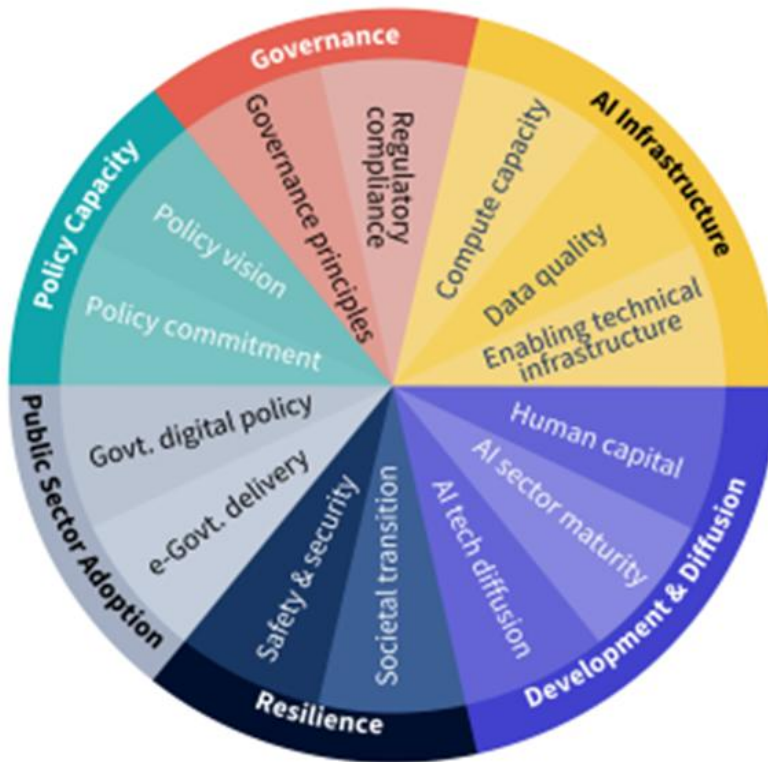 Governance
Governance principles
Regulatory
compliance
AI Infrastructure
Compute capacity
Data quality
Enabling technical
infrastructure
Development & Diffusion
Human capital
AI sector maturity
AI tech diffusion
Resilience
Societal transition
Safety & security
Public Sector Adoption
e-Govt. delivery
Govt. digital policy
Policy Capacity
Policy commitment
Policy vision